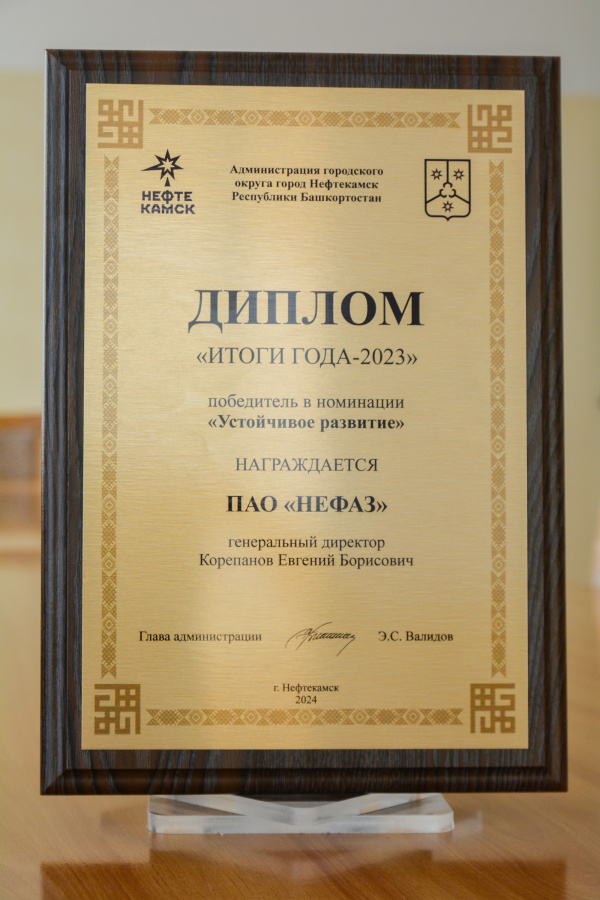 НЕФТЕ
КАМСК
Администрация городского
округа город Нефтекамск
Республики Башкортостан
ДИПЛОМ
«ИТОГИ ГОДА-2023»
победитель в номинации
«Устойчивое развитие»
НАГРАЖДАЕТСЯ
ПАО «НЕФАЗ»
генеральный директор
Корепанов Евгений Борисович
Глава администрации Э.С. Валидов
г. Нефтекамск
2024